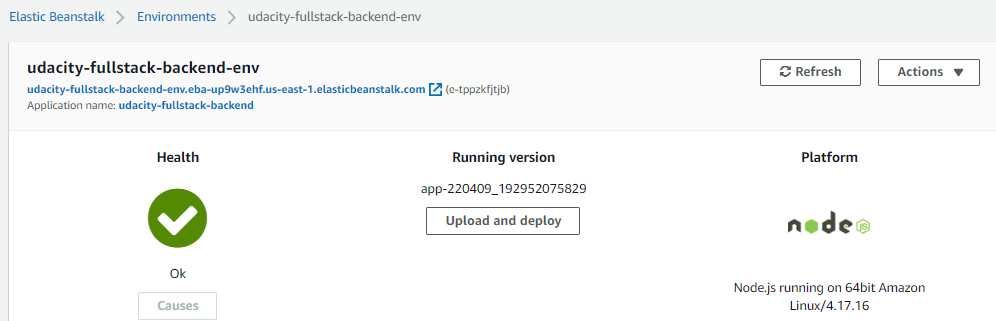 Elastic Beanstalk > Environments > udacity-fullstack-backend-env
udacity-fullstack-backend-env
Refresh
Actions
udacity-fullstack-backend-env.eba-up9w3ehf.us-east-1.elasticbeanstalk.com (e-tppzkfjtjb)
Application name: udacity-fullstack-backend
Health
Ok
Causes
Running version
app-220409_192952075829
Upload and deploy
Platform
node JS
Node.js running on 64bit Amazon
Linux/4.17.16